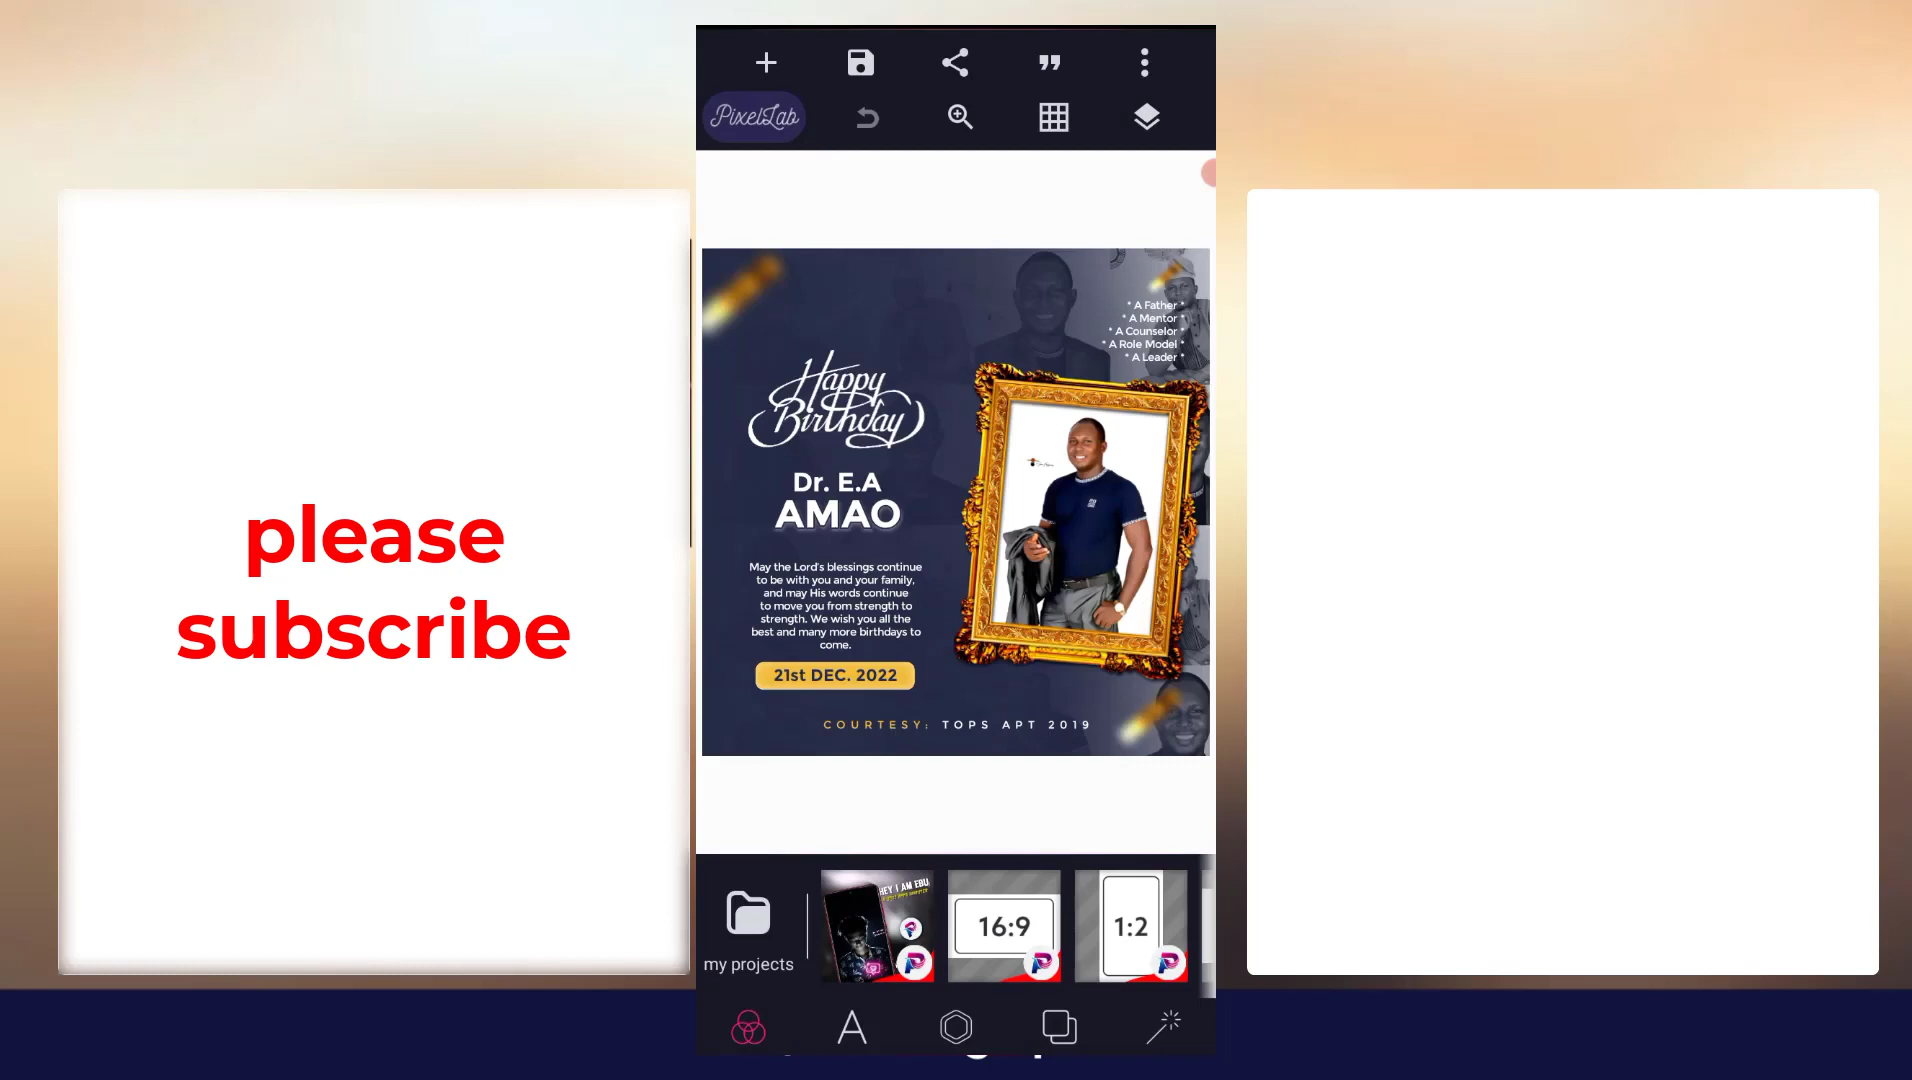 PixelLab
please
subscribe
* A Father *
* A Mentor *
* A Counselor *
* A Role Model *
* A Leader *
Happy
Birthday
Dr. E.A
AMAO
May the Lord's blessings continue
to be with you and your family,
and may His words continue
to move you from strength to
strength. We wish you all the
best and many more birthdays to
come.
21st DEC. 2022
COURTESY: TOPS APT 2019
HEY I AM EBU
16:9
1:2
my projects